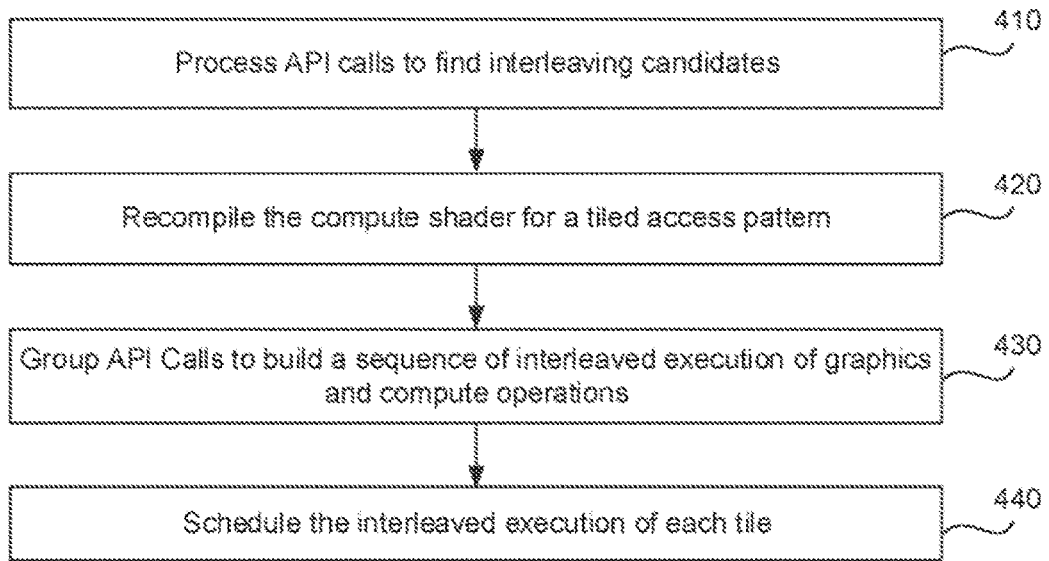 410
Process API calls to find interleaving candidates
420
Recompile the compute shader for a tiled access pattern
Group API Calls to build a sequence of interleaved execution of graphics
430
and compute operations
440
Schedule the interleaved execution of each tile